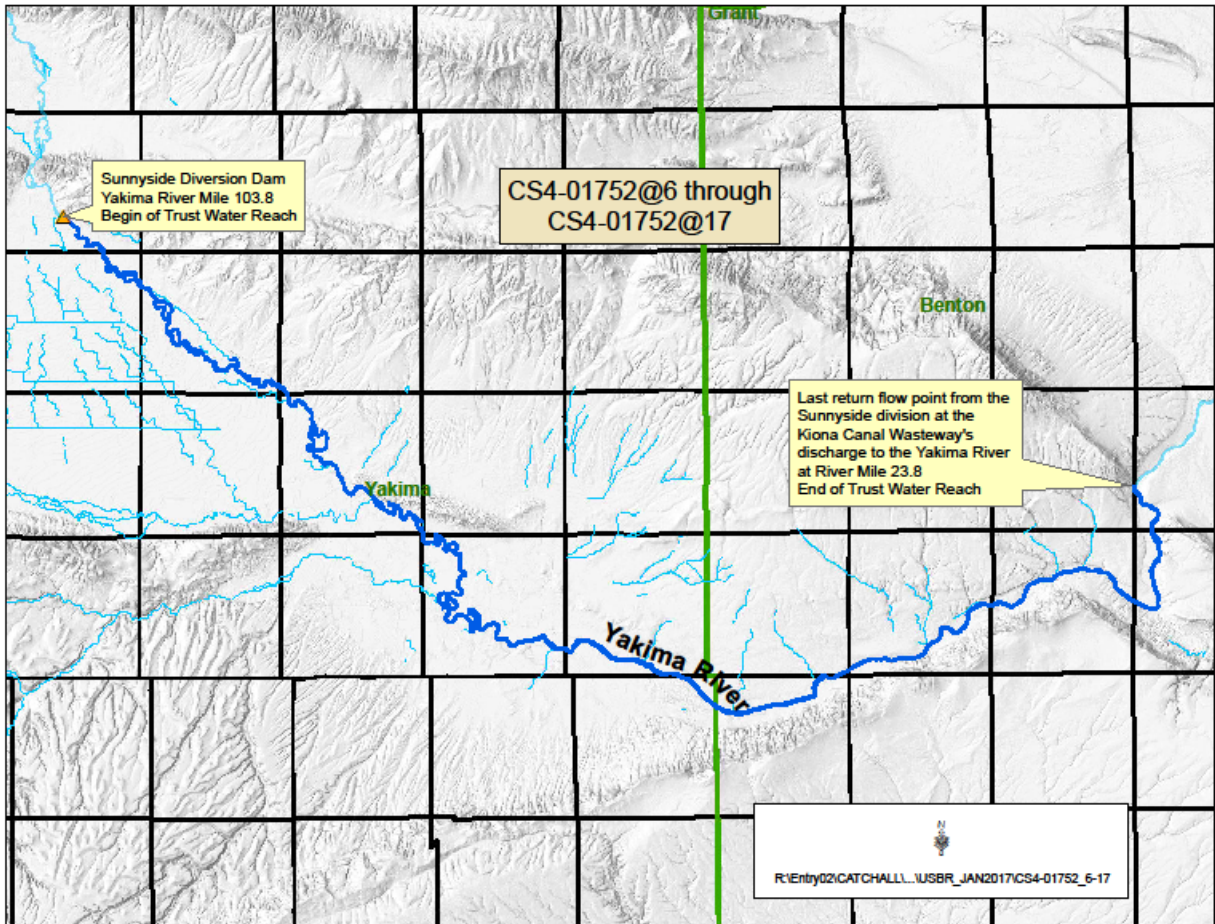 Grant
Sunnyside Diversion Dam
Yakima River Mile 103.8
Begin of Trust Water Reach
CS4-01752@6 through
CS4-01752@17
Benton
Last return flow point from the
Sunnyside division at the
Kiona Canal Wasteway's
discharge to the Yakima River
at River Mile 23.8
End of Trust Water Reach
Yakima
Yakima River
N
R:\Entry02\CATCHALL\...\USBR_JAN2017\CS4-01752_6-17